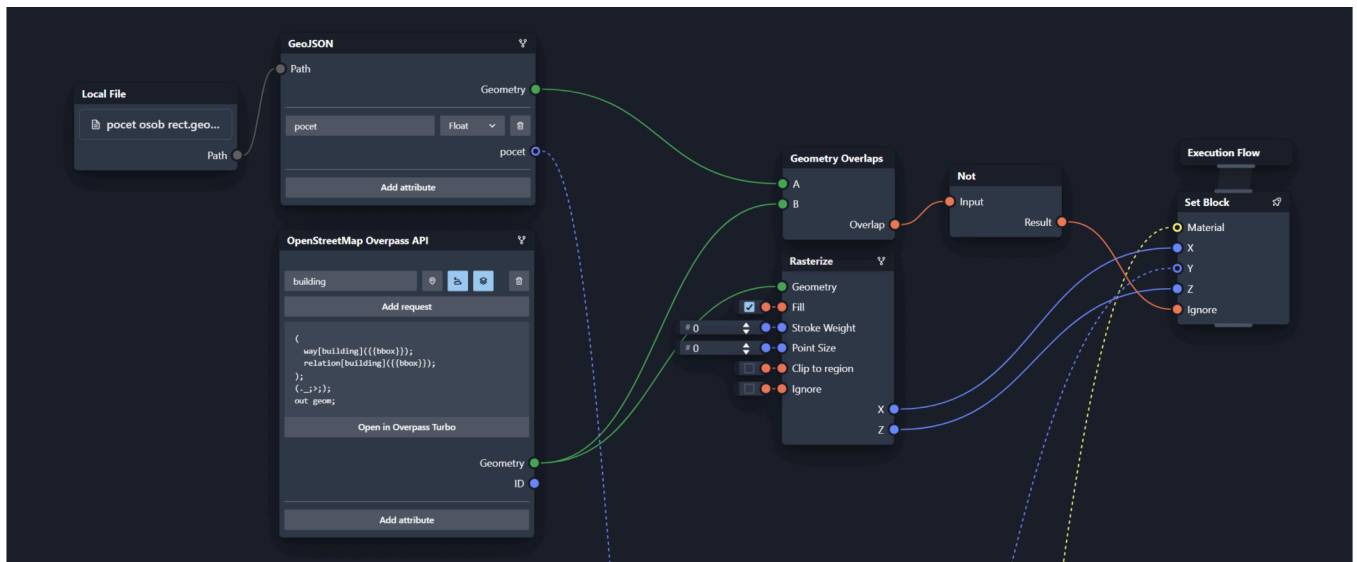 Local File
pocet osob rect.geo...
Path
GeoJSON
Path
Geometry
pocet
Float
pocet
Add attribute
OpenStreetMap Overpass API
building
Add request
(
way[building]({{bbox}});
relation[building]({{bbox}});
);
(._;>;);
out geom;
Open in Overpass Turbo
Geometry
ID
Add attribute
Geometry Overlaps
A
B
Overlap
Rasterize
Geometry
Fill
# 0
Stroke Weight
# 0
Point Size
Clip to region
Ignore
X
Z
Not
Input
Result
Execution Flow
Set Block
Material
X
Y
Z
Ignore